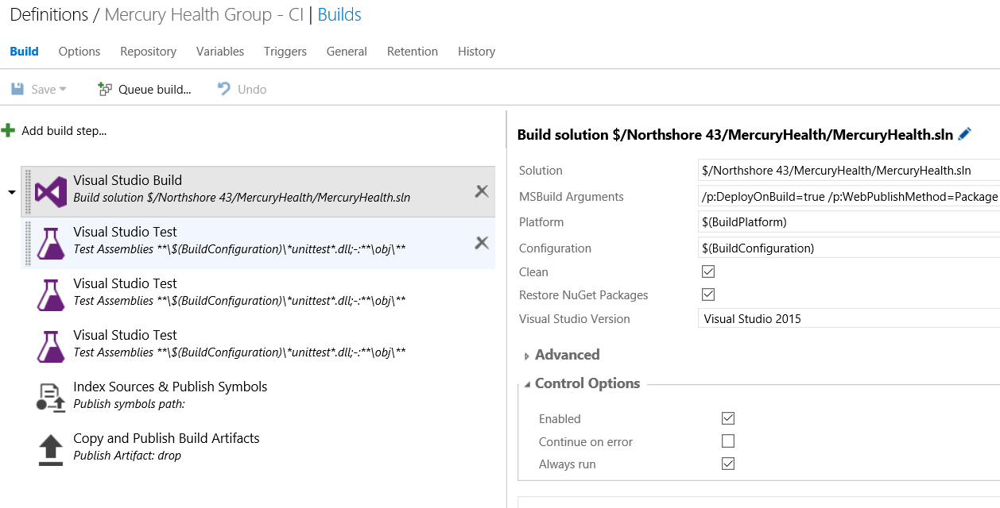 Definitions / Mercury Health Group - CI | Builds
Build Options Repository Variables Triggers General Retention History
Save Queue build... Undo
Add build step...
Visual Studio Build
Build solution $/Northshore 43/MercuryHealth/MercuryHealth.sln
Visual Studio Test
Test Assemblies **\$(BuildConfiguration)\*unittest*.dll;-:**\obj\**
Visual Studio Test
Test Assemblies **\$(BuildConfiguration)\*unittest*.dll;-:**\obj\**
Visual Studio Test
Test Assemblies **\$(BuildConfiguration)\*unittest*.dll;-:**\obj\**
Index Sources & Publish Symbols
Publish symbols path:
Copy and Publish Build Artifacts
Publish Artifact: drop
Build solution $/Northshore 43/MercuryHealth/MercuryHealth.sln
Solution $/Northshore 43/MercuryHealth/MercuryHealth.sln
MSBuild Arguments /p:DeployOnBuild=true /p:WebPublishMethod=Package
Platform $(BuildPlatform)
Configuration $(BuildConfiguration)
Clean
Restore NuGet Packages
Visual Studio Version Visual Studio 2015
Advanced
Control Options
Enabled
Continue on error
Always run